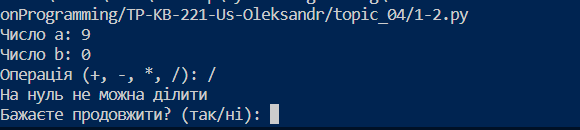 onProgramming/TP-KB-221-Us-Oleksandr/topic_04/1-2.py
Число a: 9
Число b: 0
Операція (+, -, *, /): /
На нуль не можна ділити
Бажаєте продовжити? (так/ні):